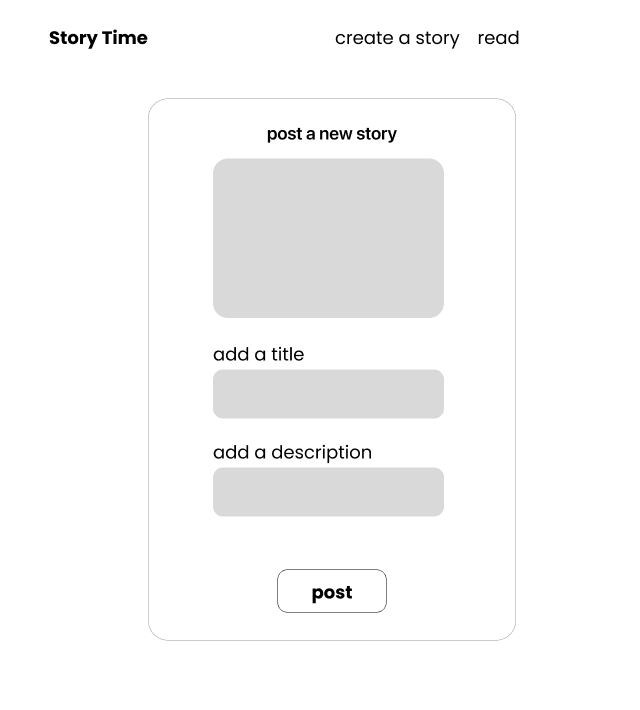 Story Time
create a story read
post a new story
add a title
add a description
post